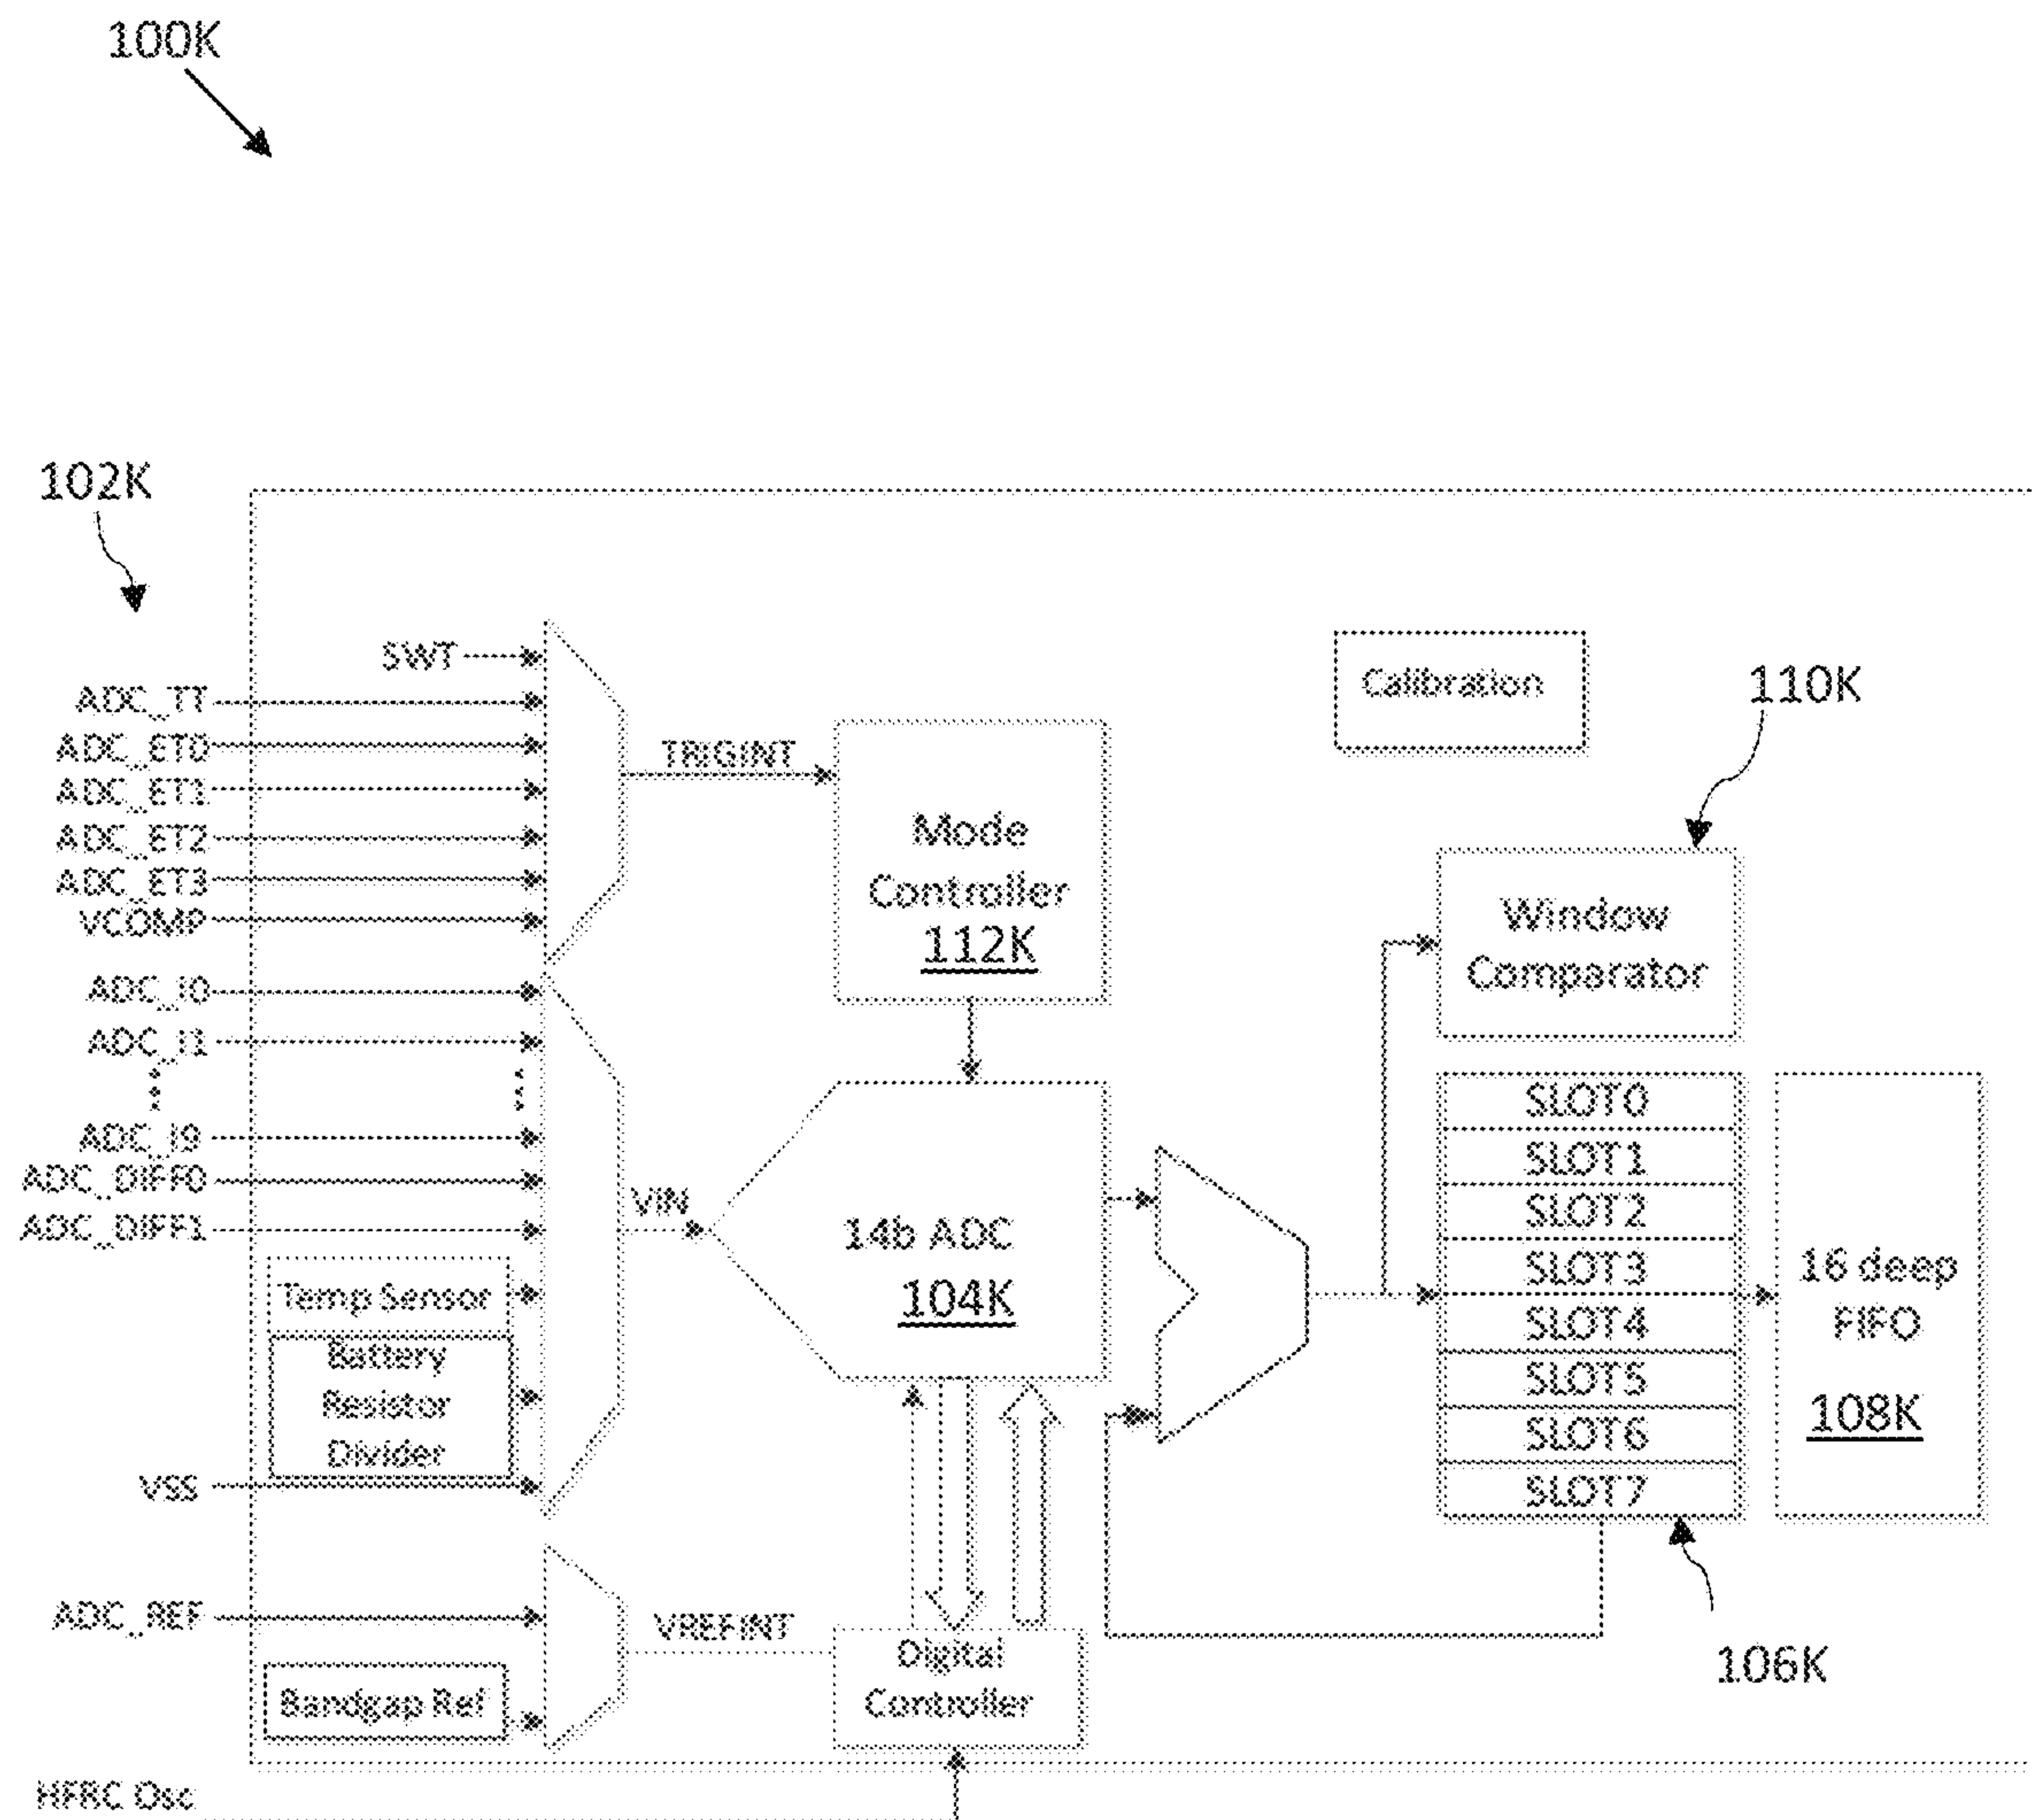 100K
102K
SWT
ADC_TT
ADC_ET0
ADC_ET1
ADC_ET2
ADC_ET3
VCOMP
TRIGINT
Mode
Controller
112K
Calibration
110K
Window
Comparator
ADC_I0
ADC_I1
ADC_I9
ADC_DIFF0
ADC_DIFF1
Temp Sensor
Battery
Resistor
Divider
VSS
VIN
14b ADC
104K
SLOT0
SLOT1
SLOT2
SLOT3
SLOT4
SLOT5
SLOT6
SLOT7
16 deep
FIFO
108K
106K
ADC_REF
Bandgap Ref
VREFINT
Digital
Controller
HFRC Osc